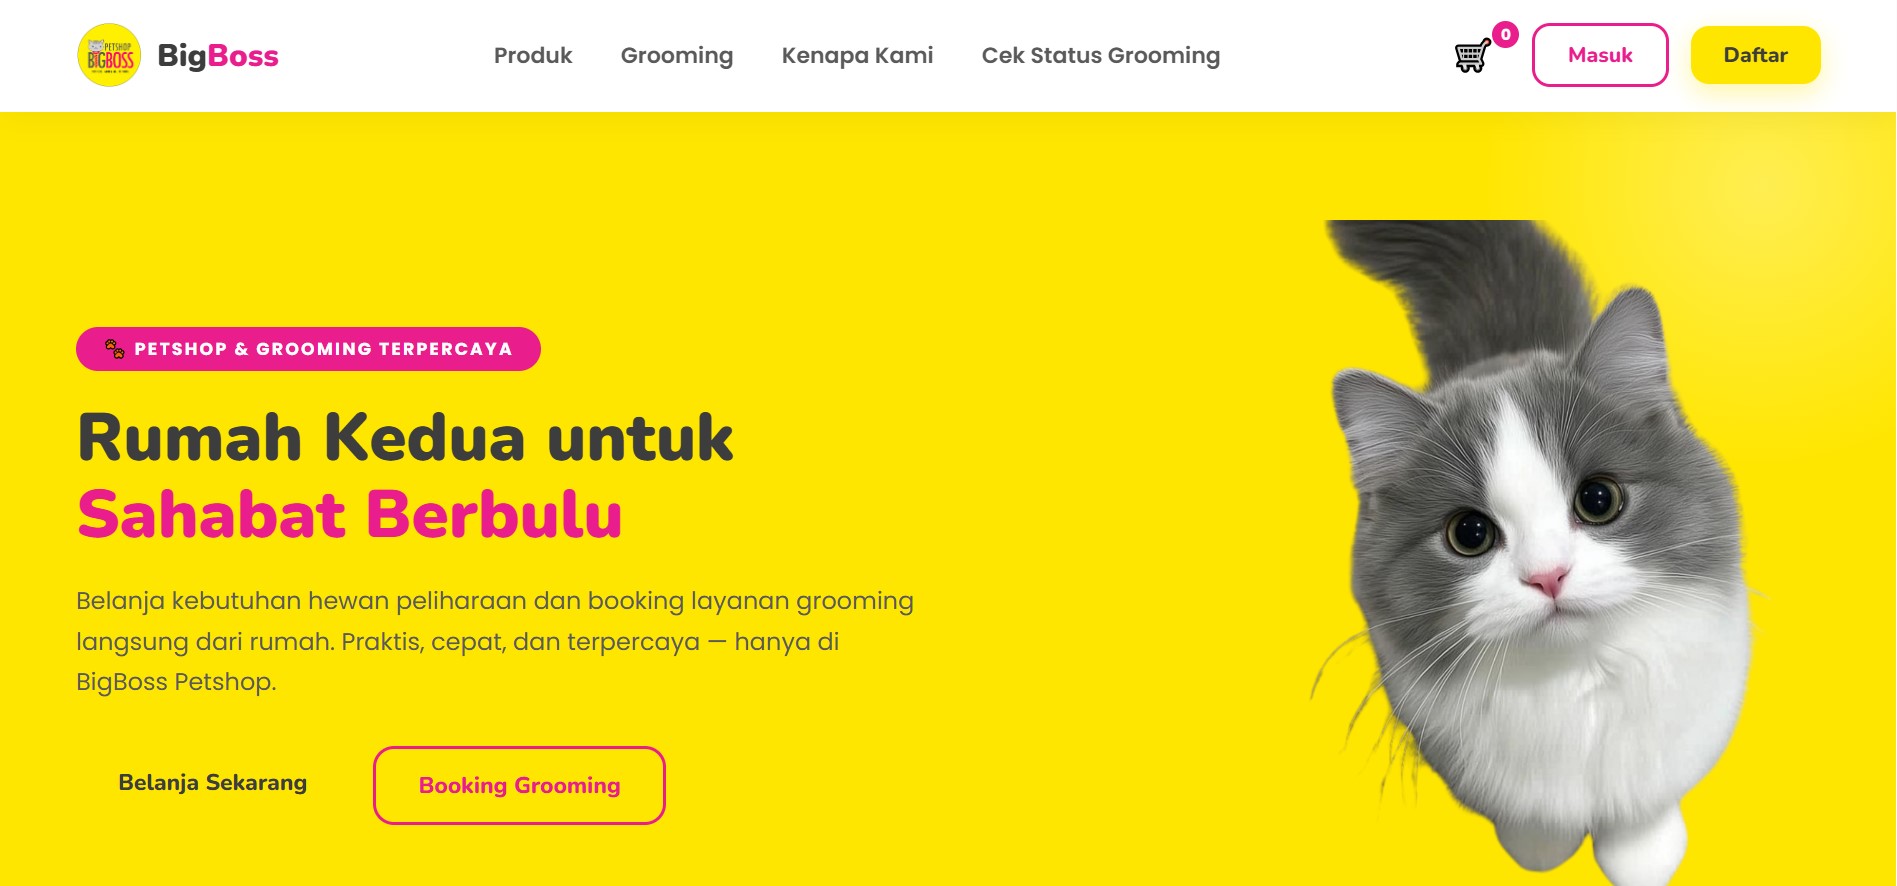 PETSHOP
BIGBOSS
BigBoss
Produk
Grooming
Kenapa Kami
Cek Status Grooming
0
Masuk
Daftar
PETSHOP & GROOMING TERPERCAYA
Rumah Kedua untuk
Sahabat Berbulu
Belanja kebutuhan hewan peliharaan dan booking layanan grooming
langsung dari rumah. Praktis, cepat, dan terpercaya — hanya di
BigBoss Petshop.
Belanja Sekarang
Booking Grooming